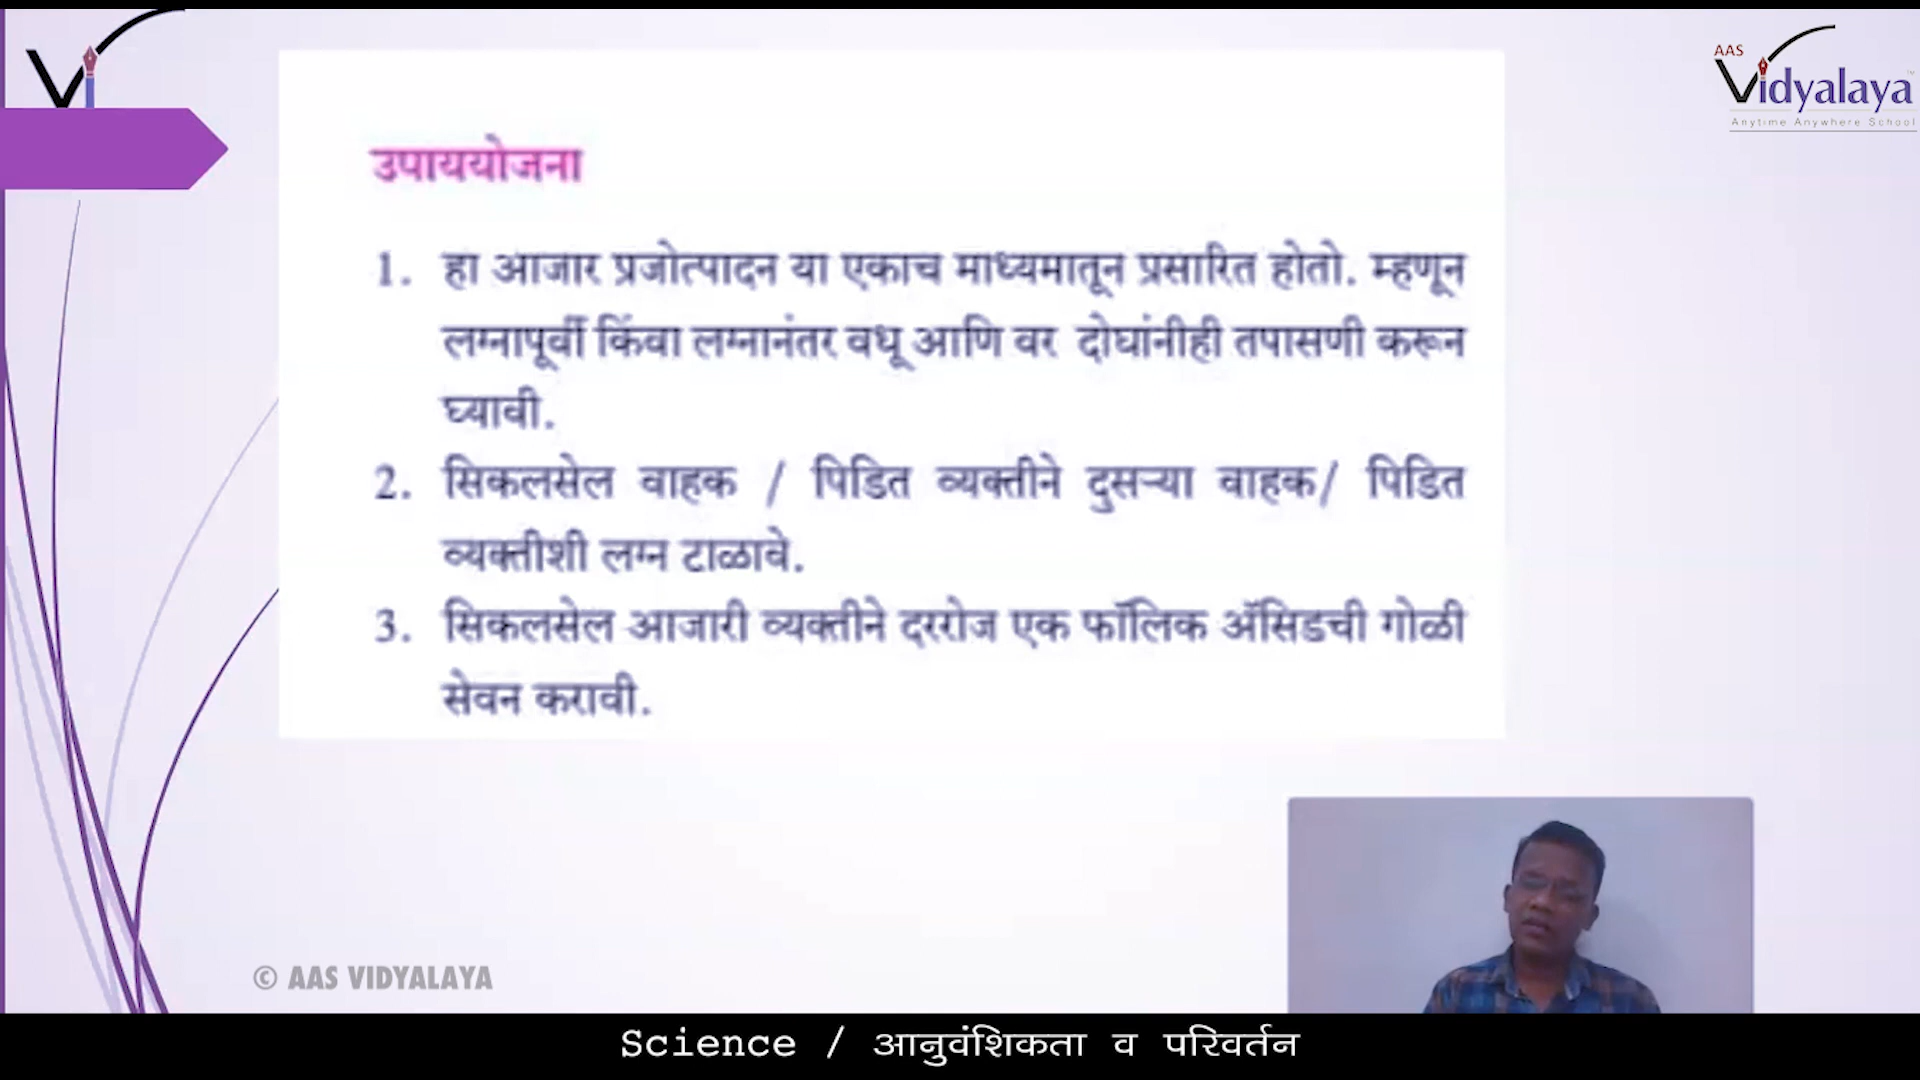 AAS
Vidyalaya
Anytime Anywhere School
उपाययोजना
1. हा आजार प्रजोत्पादन या एकाच माध्यमातून प्रसारित होतो. म्हणून
लग्नापूर्वी किंवा लग्नानंतर वधू आणि वर दोघांनीही तपासणी करून
घ्यावी.
2. सिकलसेल वाहक / पिडित व्यक्तीने दुसऱ्या वाहक/ पिडित
व्यक्तीशी लग्न टाळावे.
3. सिकलसेल आजारी व्यक्तीने दररोज एक फॉलिक ॲसिडची गोळी
सेवन करावी.
© AAS VIDYALAYA
Science / आनुवंशिकता व परिवर्तन